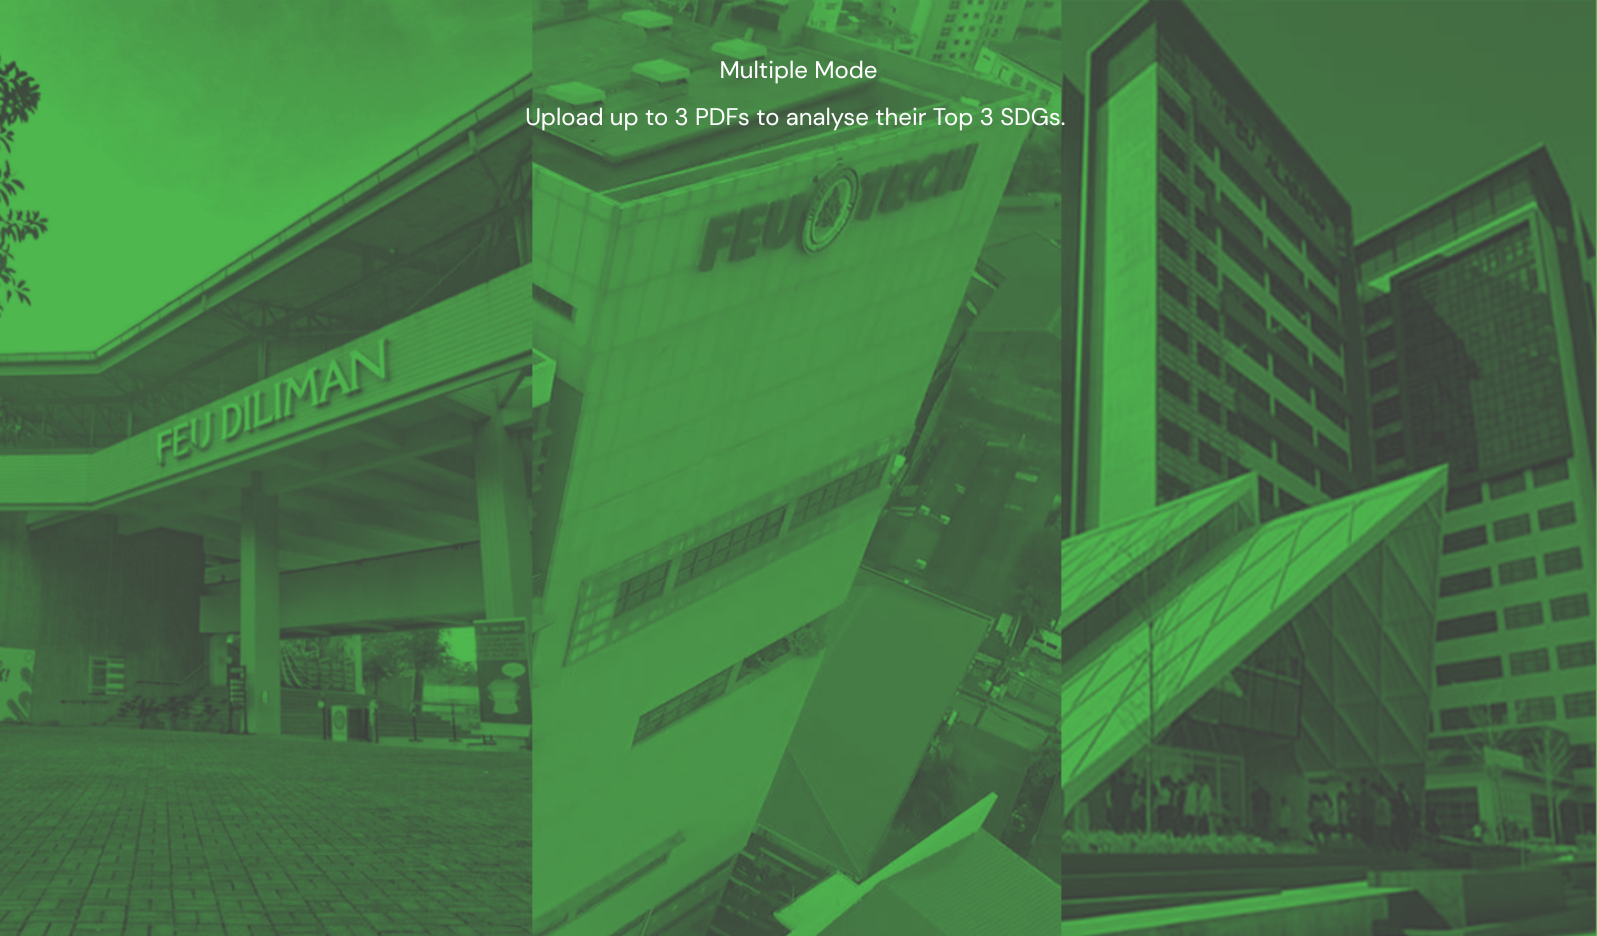 Multiple Mode
Upload up to 3 PDFs to analyse their Top 3 SDGs.
FEU TECH
FEU DILIMAN